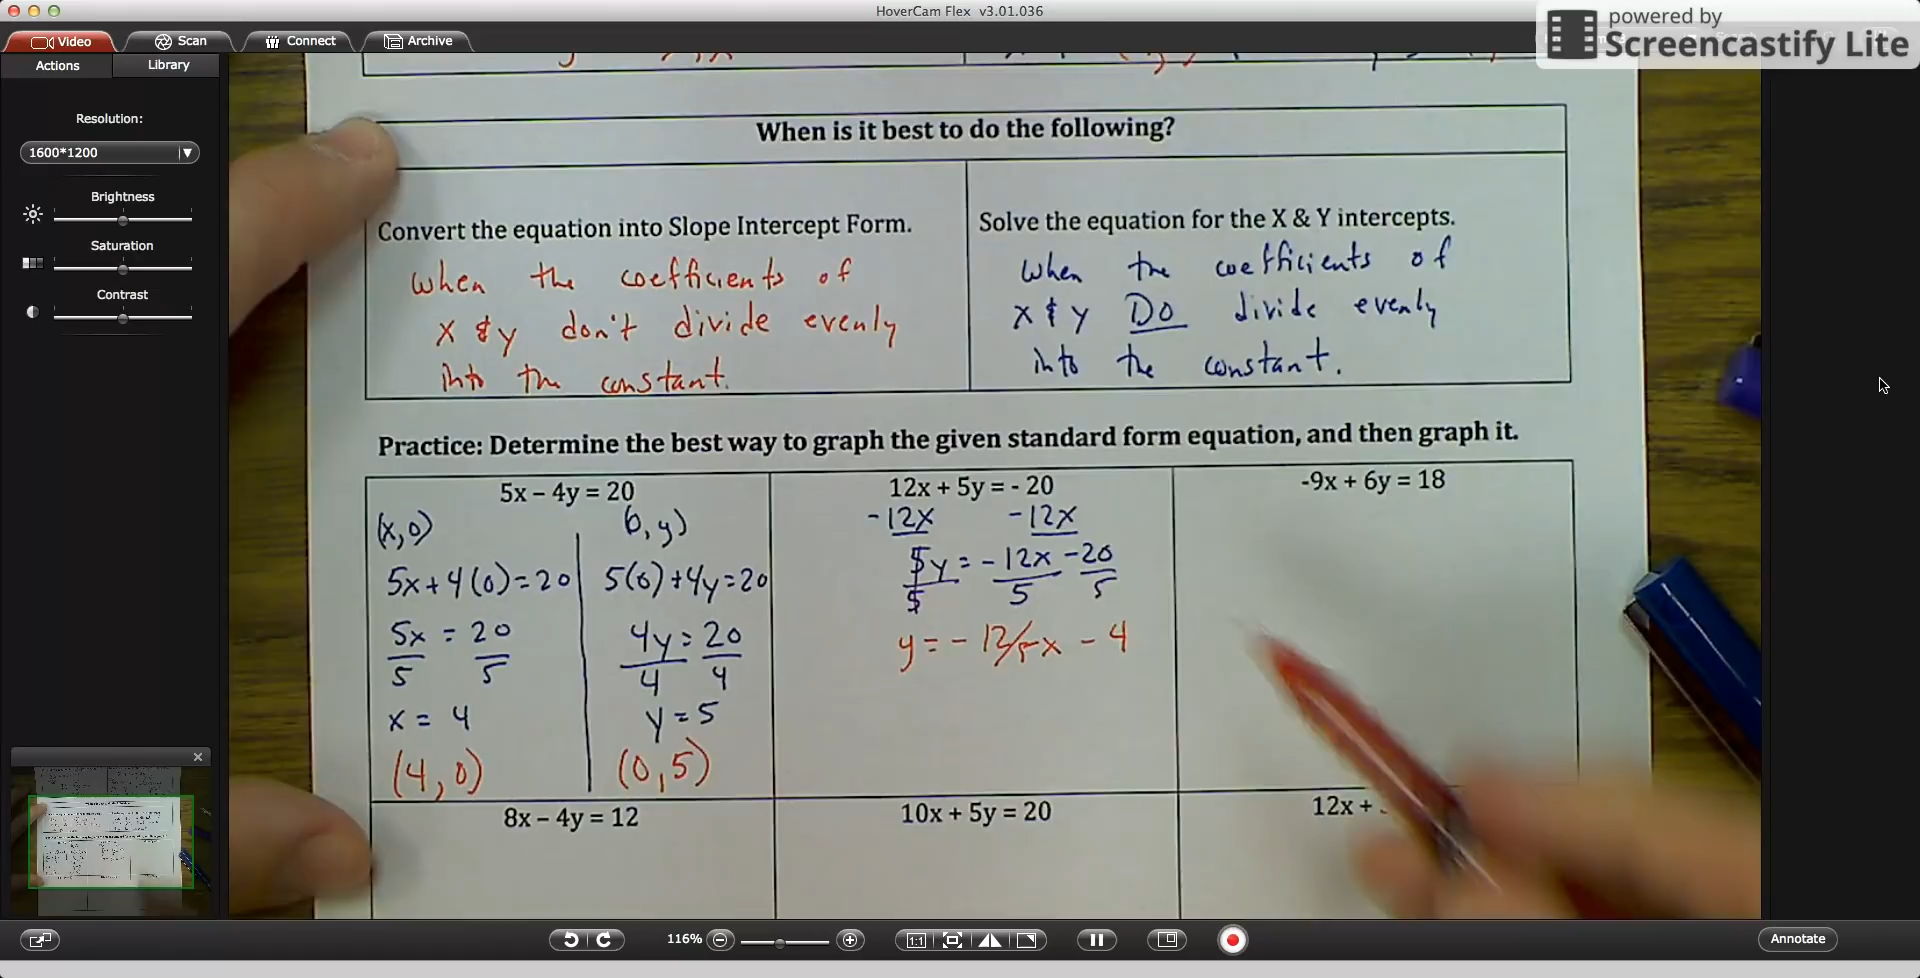 HoverCam Flex v3.01.036
powered by
Screencastify Lite
Video
Scan
Connect
Archive
Actions
Library
Resolution:
1600*1200
Brightness
Saturation
Contrast
When is it best to do the following?
Convert the equation into Slope Intercept Form.
when the coefficients of
x & y don't divide evenly
into the constant.
Solve the equation for the X & Y intercepts.
when the coefficients of
x & y Do divide evenly
into the constant.
Practice: Determine the best way to graph the given standard form equation, and then graph it.
5x – 4y = 20
(x,0)
5x+4(0)=20
5x = 20
5 5
x = 4
(4,0)
0,y)
5(0)+4y=20
4y = 20
4 4
y = 5
(0,5)
12x + 5y = - 20
-12x -12x
5y = -12x -20
5 5 5
y = - 12/5x - 4
-9x + 6y = 18
8x – 4y = 12
10x + 5y = 20
12x +
116%
1:1
Annotate